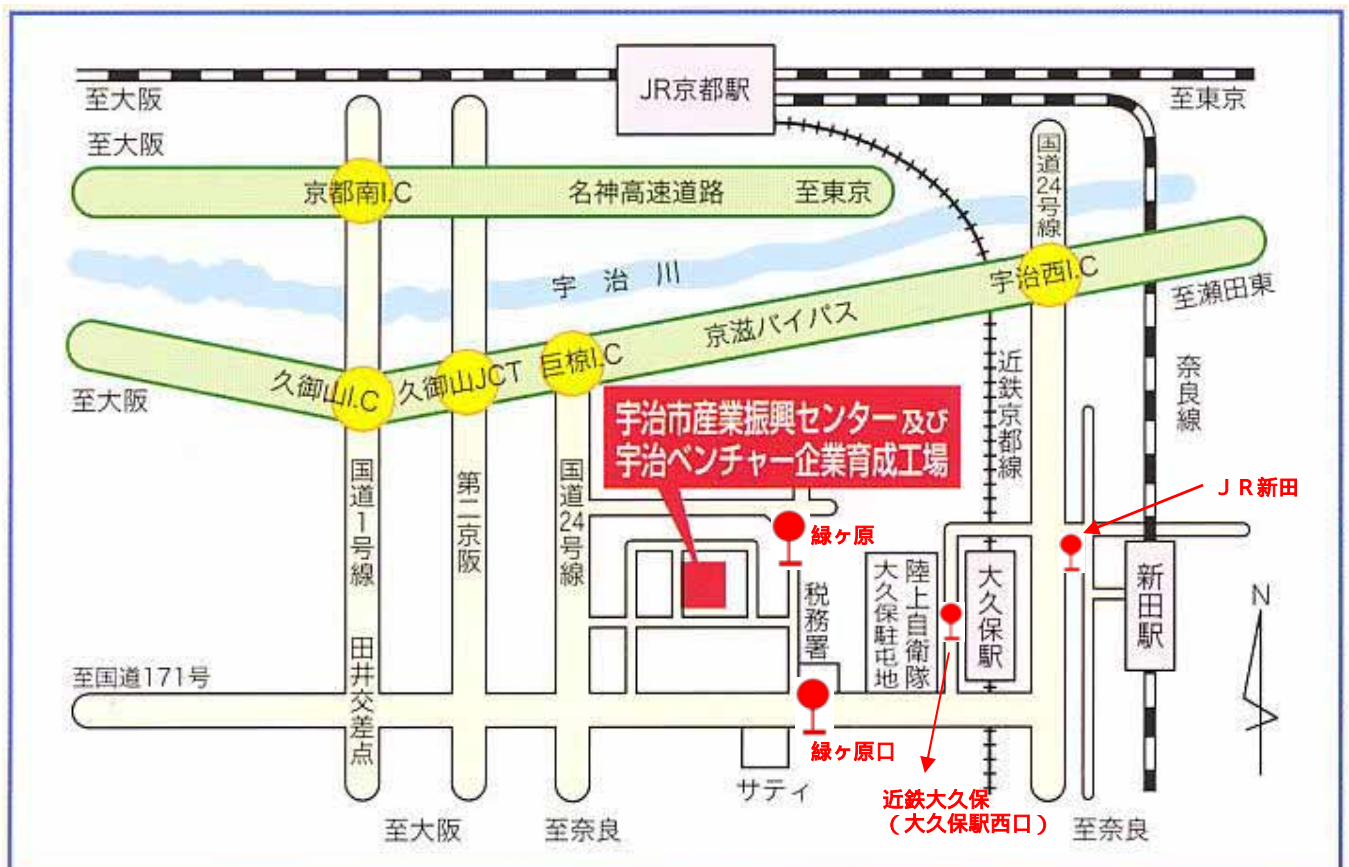 JR京都駅
至大阪
至東京
至大阪
京都南I.C
名神高速道路
至東京
国道24号線
宇治川
宇治西I.C
至瀬田東
京滋バイパス
巨椋I.C
久御山JCT
久御山I.C
至大阪
奈良線
近鉄京都線
宇治市産業振興センター及び
宇治ベンチャー企業育成工場
国道1号線
第二京阪
国道24号線
JR新田
緑ヶ原
税務署
陸上自衛隊
大久保駐屯地
大久保駅
新田駅
N
田井交差点
至国道171号
緑ヶ原口
サティ
近鉄大久保
（大久保駅西口）
至大阪
至奈良
至奈良